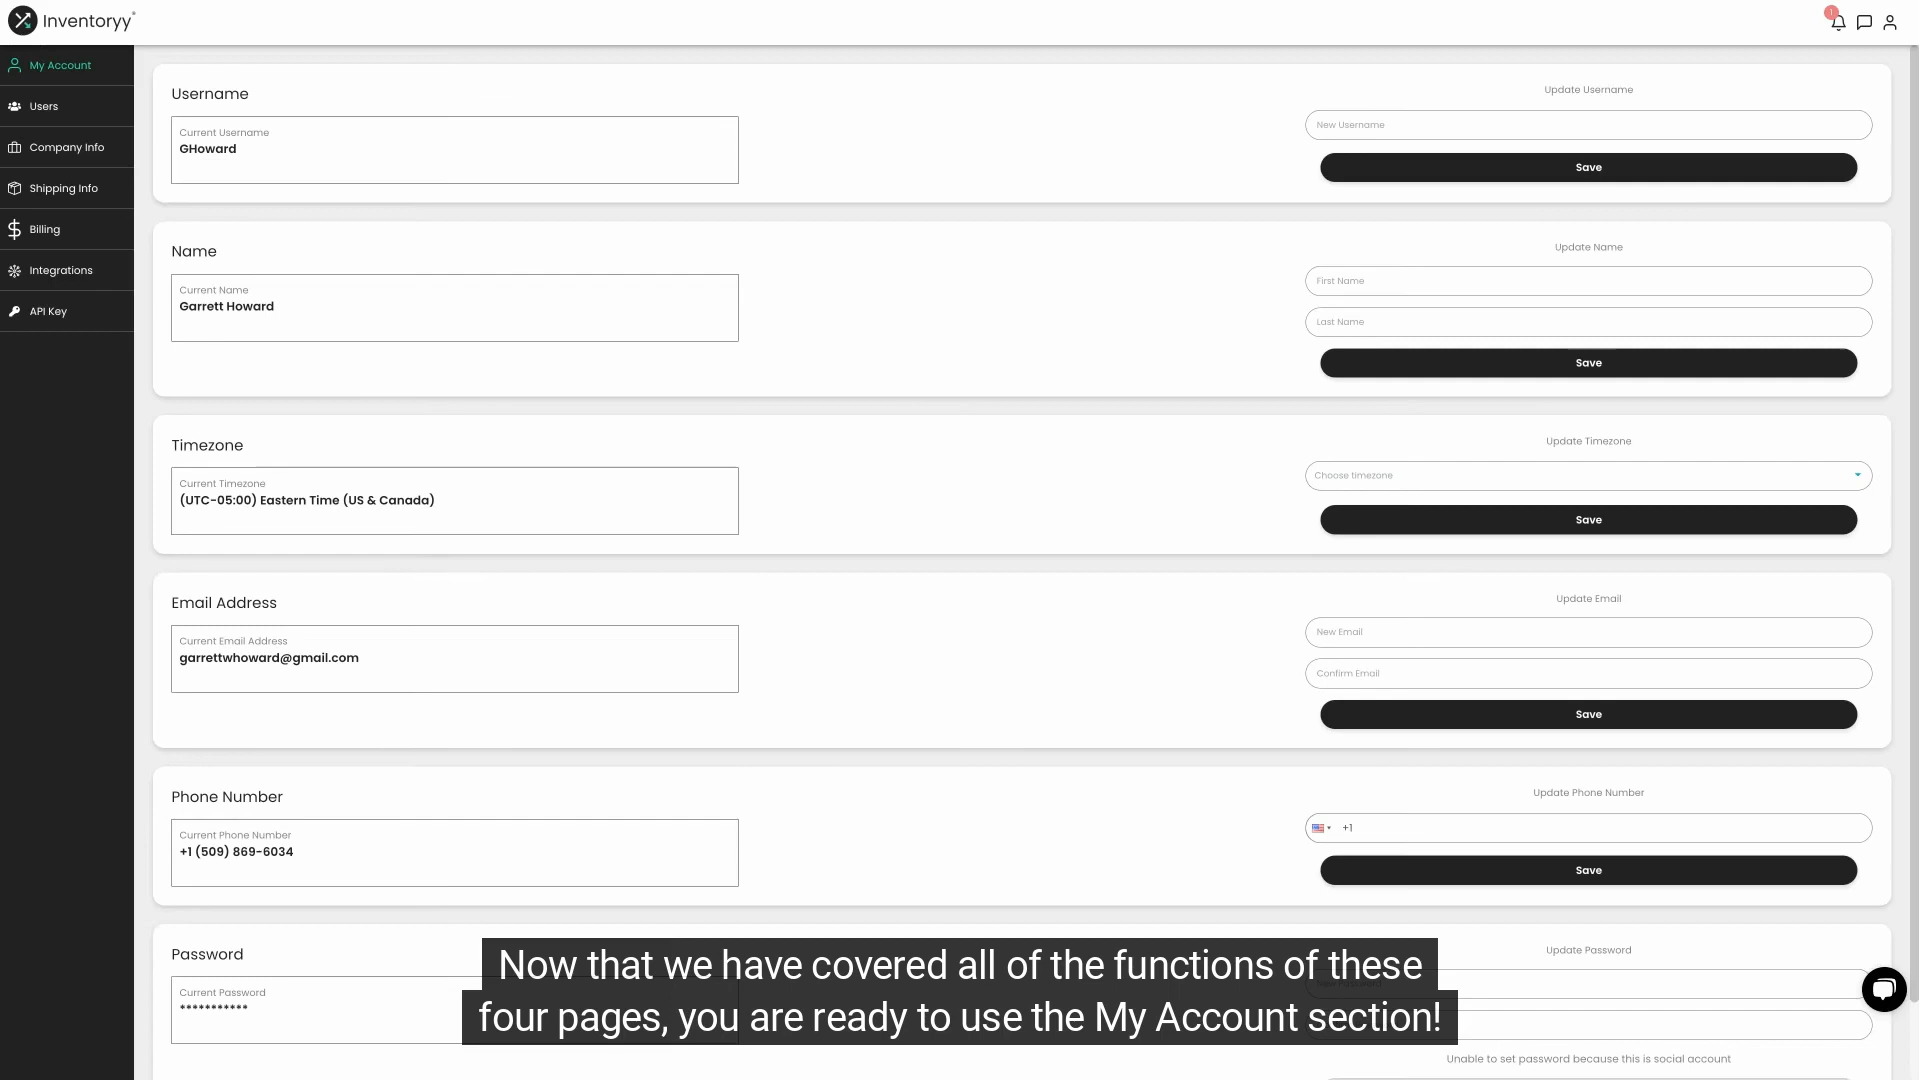 Inventoryy®
1
My Account
Users
Company Info
Shipping Info
Billing
Integrations
API Key
Username
Current Username
GHoward
Update Username
New Username
Save
Name
Current Name
Garrett Howard
Update Name
First Name
Last Name
Save
Timezone
Current Timezone
(UTC-05:00) Eastern Time (US & Canada)
Update Timezone
Choose timezone
Save
Email Address
Current Email Address
garrettwhoward@gmail.com
Update Email
New Email
Confirm Email
Save
Phone Number
Current Phone Number
+1 (509) 869-6034
Update Phone Number
+1
Save
Password
Current Password
***********
Update Password
New Password
Unable to set password because this is social account
Now that we have covered all of the functions of these
four pages, you are ready to use the My Account section!